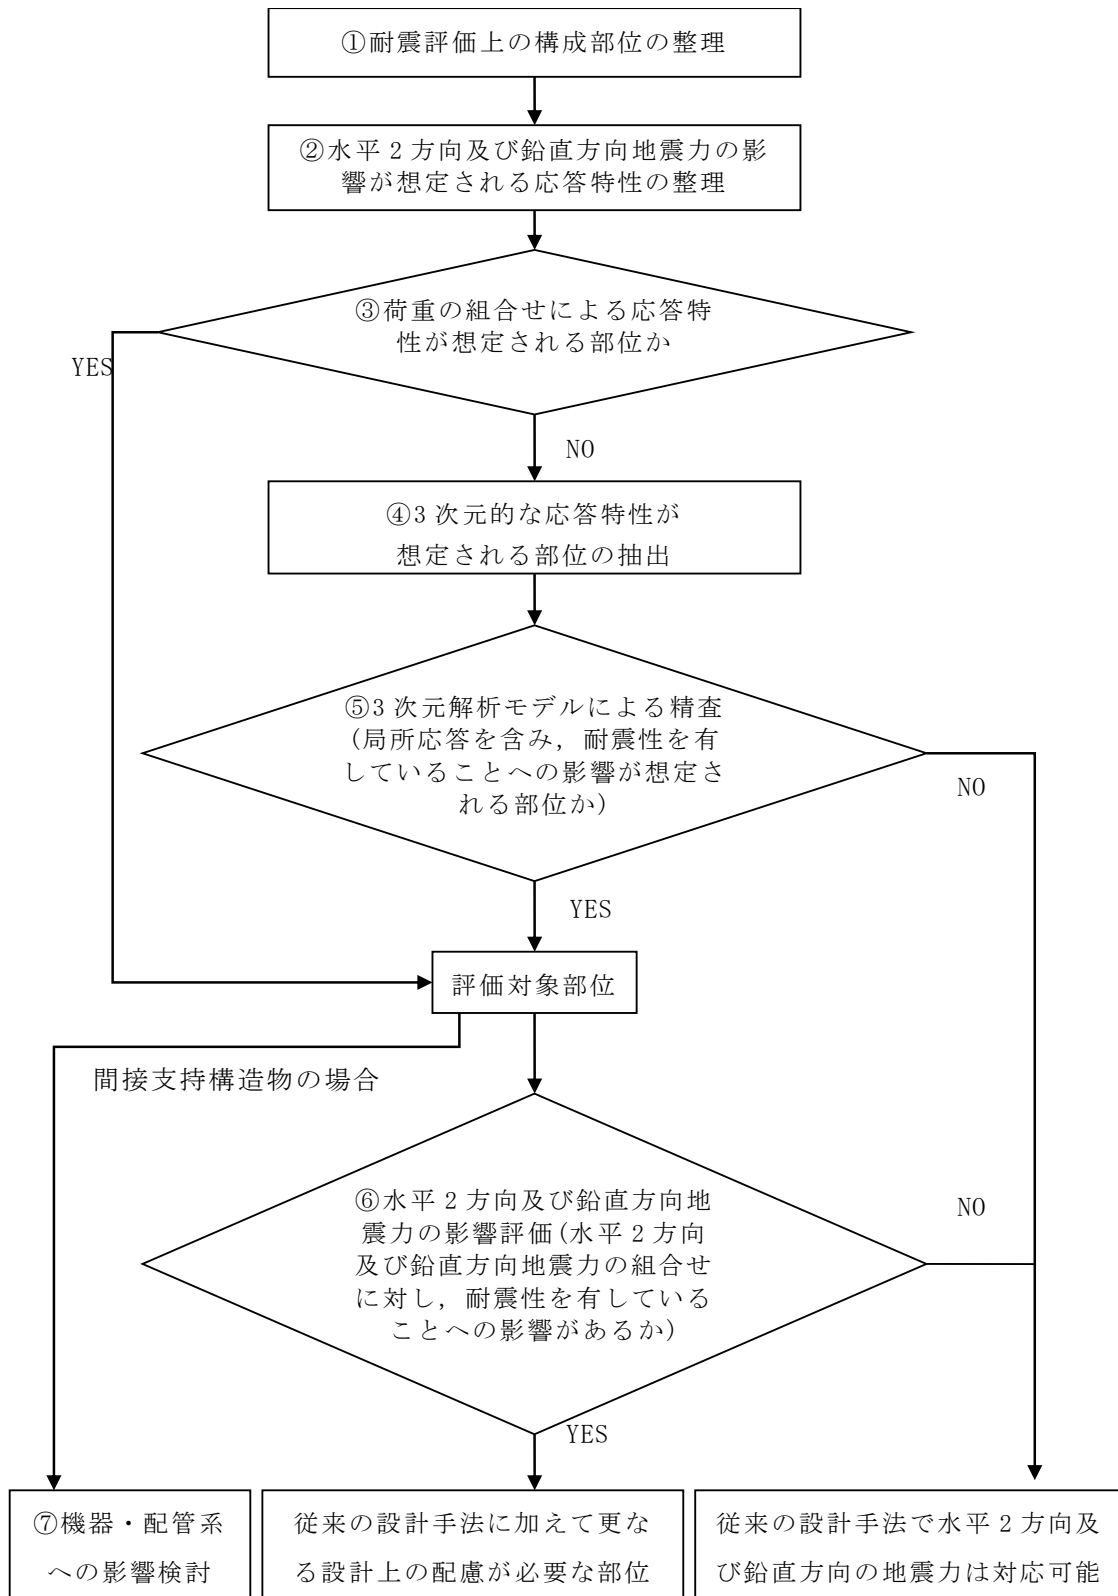 ①耐震評価上の構成部位の整理
②水平2方向及び鉛直方向地震力の影
響が想定される応答特性の整理
③荷重の組合せによる応答特
性が想定される部位か
YES
NO
④3次元的な応答特性が
想定される部位の抽出
⑤3次元解析モデルによる精査
(局所応答を含み，耐震性を有
していることへの影響が想定さ
れる部位か)
NO
YES
評価対象部位
間接支持構造物の場合
⑥水平2方向及び鉛直方向地
震力の影響評価(水平2方向
及び鉛直方向地震力の組合せ
に対し，耐震性を有している
ことへの影響があるか)
NO
YES
⑦機器・配管系
への影響検討
従来の設計手法に加えて更な
る設計上の配慮が必要な部位
従来の設計手法で水平2方向及
び鉛直方向の地震力は対応可能